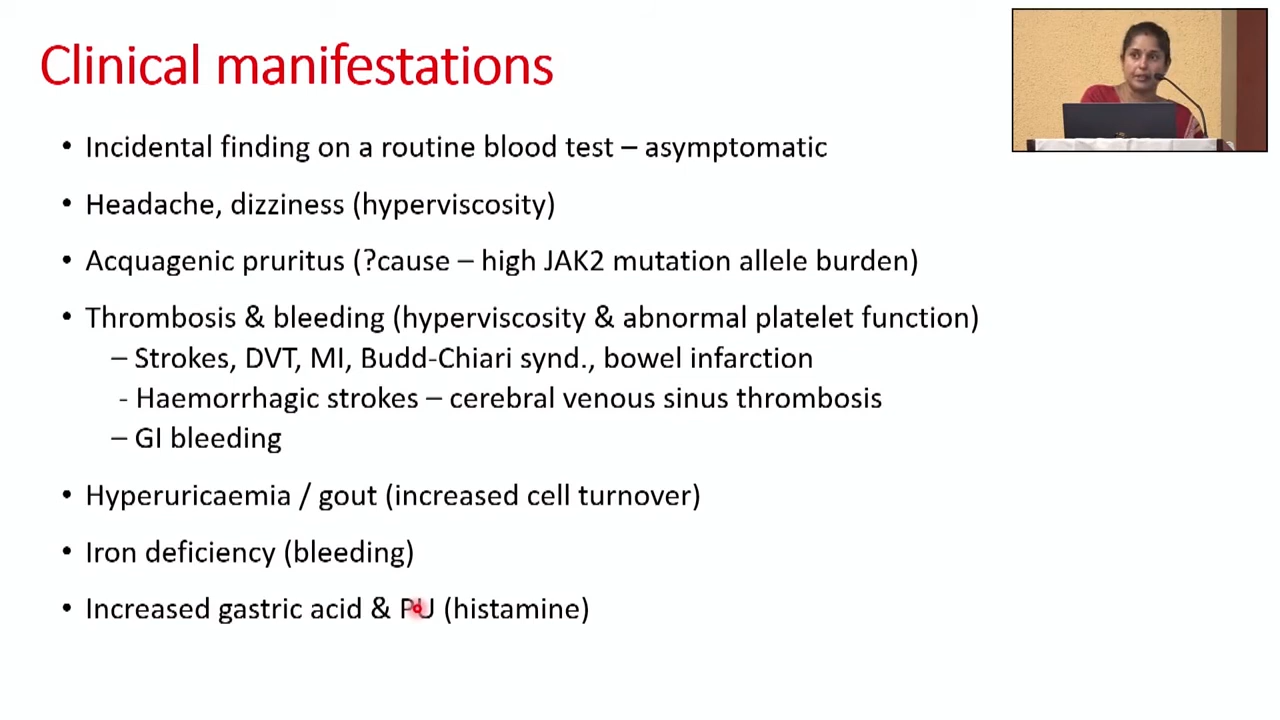 Clinical manifestations
• Incidental finding on a routine blood test – asymptomatic
• Headache, dizziness (hyperviscosity)
• Acquagenic pruritus (?cause – high JAK2 mutation allele burden)
• Thrombosis & bleeding (hyperviscosity & abnormal platelet function)
– Strokes, DVT, MI, Budd-Chiari synd., bowel infarction
- Haemorrhagic strokes – cerebral venous sinus thrombosis
– GI bleeding
• Hyperuricaemia / gout (increased cell turnover)
• Iron deficiency (bleeding)
• Increased gastric acid & PU (histamine)